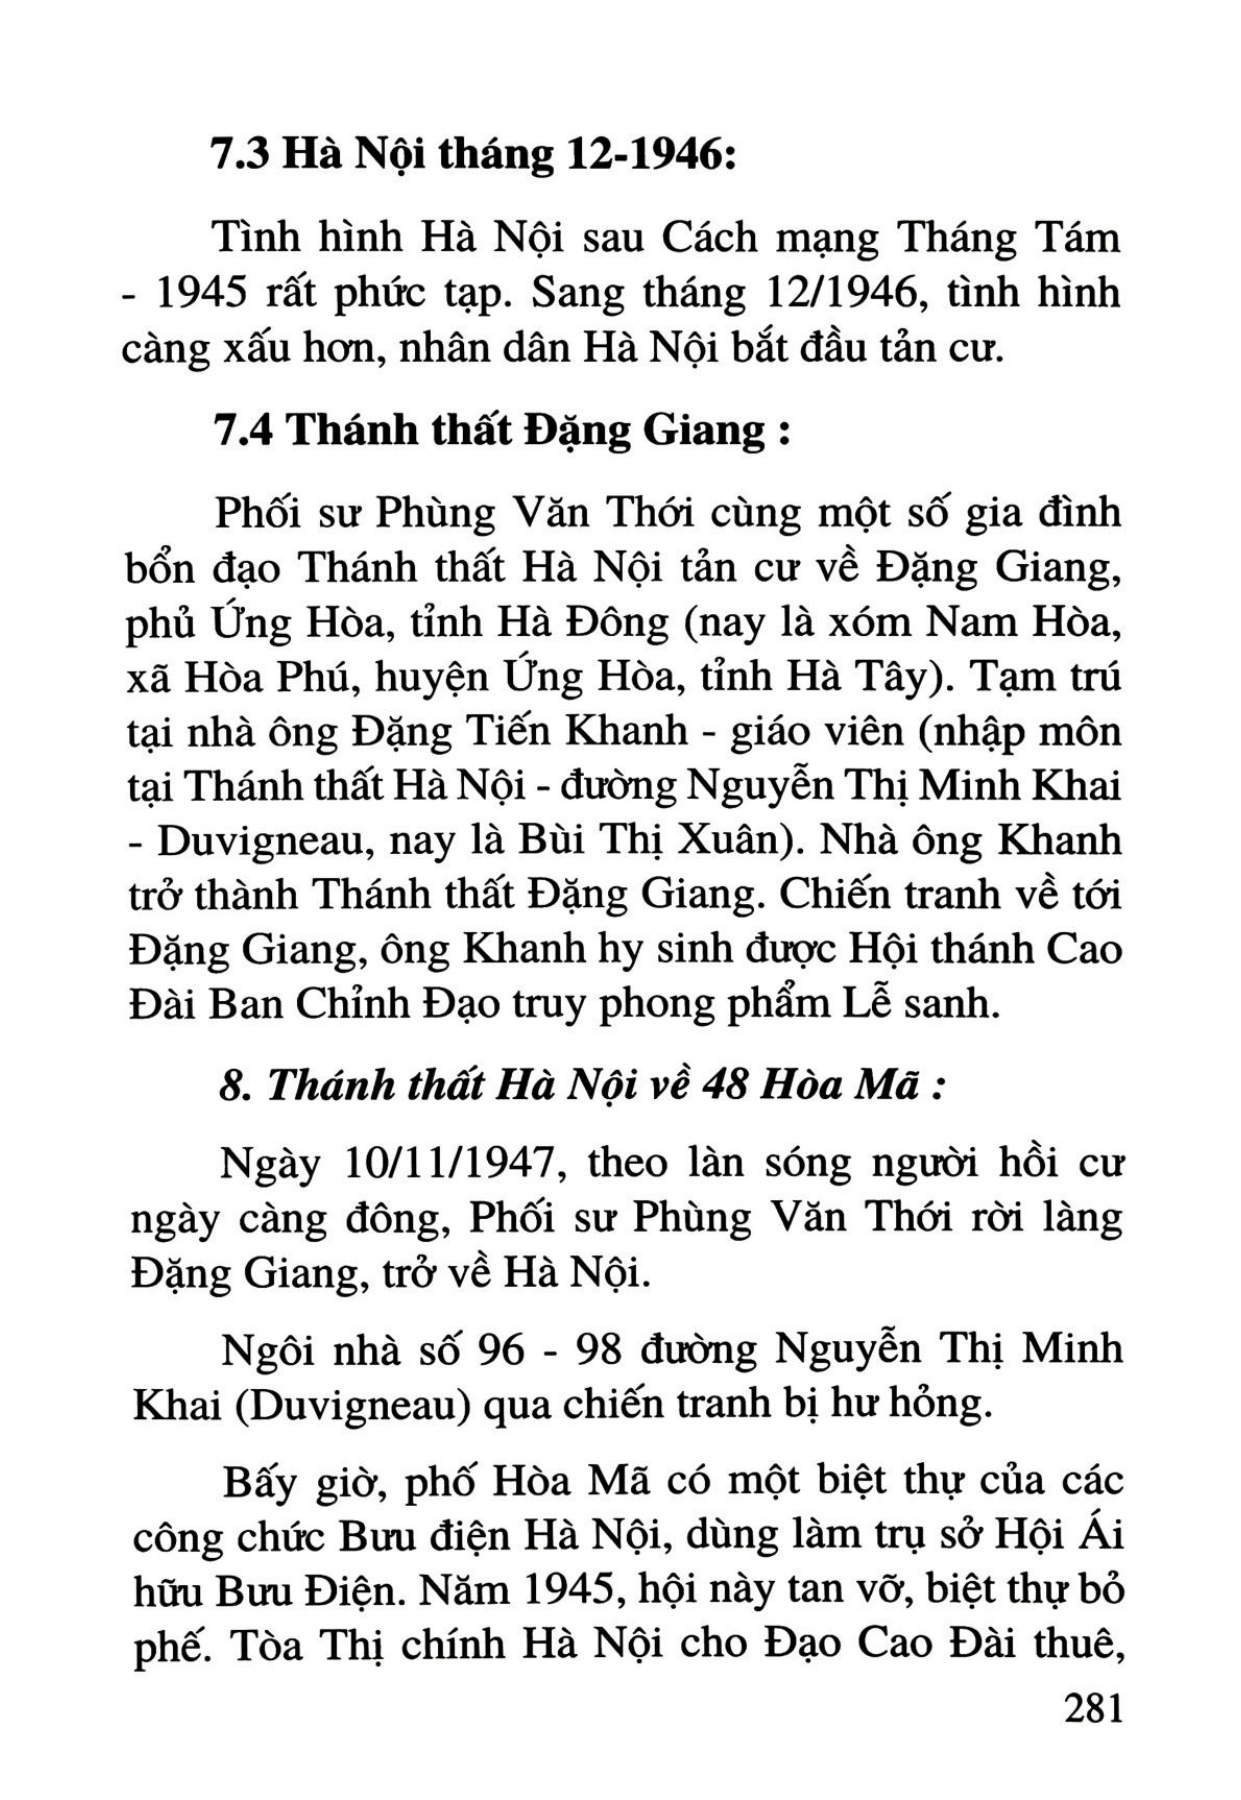 7.3 Hà Nội tháng 12-1946:
Tình hình Hà Nội sau Cách mạng Tháng Tám
- 1945 rất phức tạp. Sang tháng 12/1946, tình hình
càng xấu hơn, nhân dân Hà Nội bắt đầu tản cư.
7.4 Thánh thất Đặng Giang :
Phối sư Phùng Văn Thới cùng một số gia đình
bổn đạo Thánh thất Hà Nội tản cư về Đặng Giang,
phủ Ứng Hòa, tỉnh Hà Đông (nay là xóm Nam Hòa,
xã Hòa Phú, huyện Ứng Hòa, tỉnh Hà Tây). Tạm trú
tại nhà ông Đặng Tiến Khanh - giáo viên (nhập môn
tại Thánh thất Hà Nội - đường Nguyễn Thị Minh Khai
- Duvigneau, nay là Bùi Thị Xuân). Nhà ông Khanh
trở thành Thánh thất Đặng Giang. Chiến tranh về tới
Đặng Giang, ông Khanh hy sinh được Hội thánh Cao
Đài Ban Chỉnh Đạo truy phong phẩm Lễ sanh.
8. Thánh thất Hà Nội về 48 Hòa Mã :
Ngày 10/11/1947, theo làn sóng người hồi cư
ngày càng đông, Phối sư Phùng Văn Thới rời làng
Đặng Giang, trở về Hà Nội.
Ngôi nhà số 96 - 98 đường Nguyễn Thị Minh
Khai (Duvigneau) qua chiến tranh bị hư hỏng.
Bấy giờ, phố Hòa Mã có một biệt thự của các
công chức Bưu điện Hà Nội, dùng làm trụ sở Hội Ái
hữu Bưu Điện. Năm 1945, hội này tan vỡ, biệt thự bỏ
phế. Tòa Thị chính Hà Nội cho Đạo Cao Đài thuê,
281